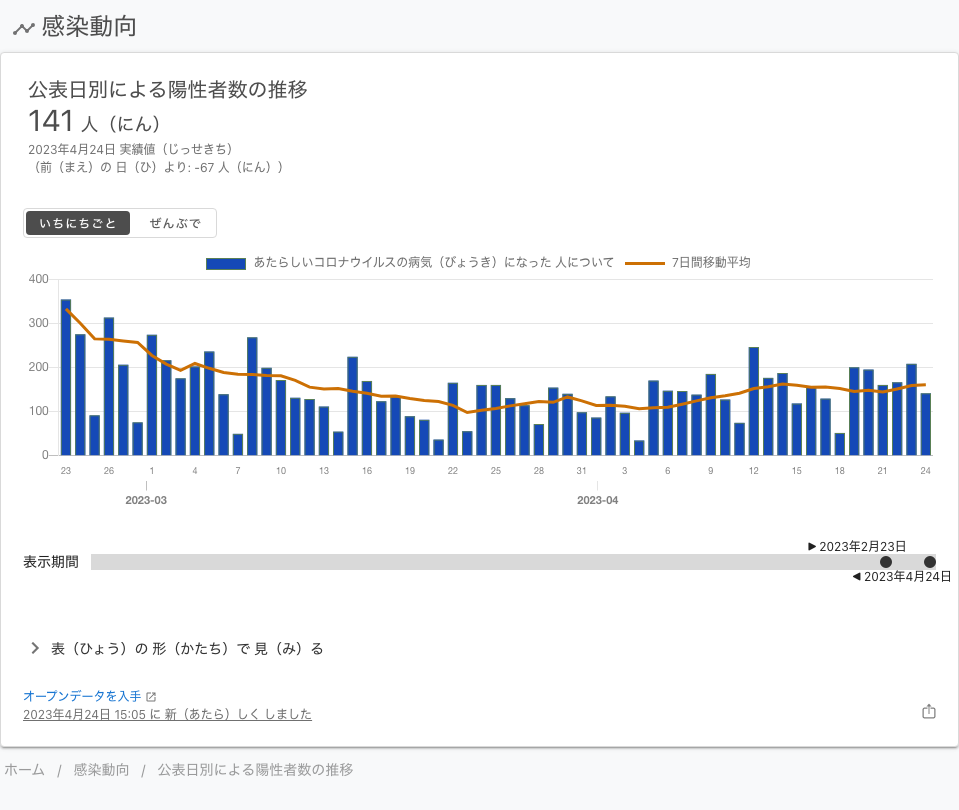 感染動向
公表日別による陽性者数の推移
141 人（にん）
2023年4月24日 実績値（じっせきち）
（前（まえ）の 日（ひ）より: -67 人（にん））
いちにちごと ぜんぶで
あたらしいコロナウイルスの病気（びょうき）になった 人について 7日間移動平均
400
300
200
100
0
23 26 1 4 7 10 13 16 19 22 25 28 31 3 6 9 12 15 18 21 24
2023-03 2023-04
▶ 2023年2月23日
表示期間
◀ 2023年4月24日
表（ひょう）の 形（かたち）で 見（み）る
オープンデータを入手
2023年4月24日 15:05 に 新（あたら）しく しました
ホーム / 感染動向 / 公表日別による陽性者数の推移